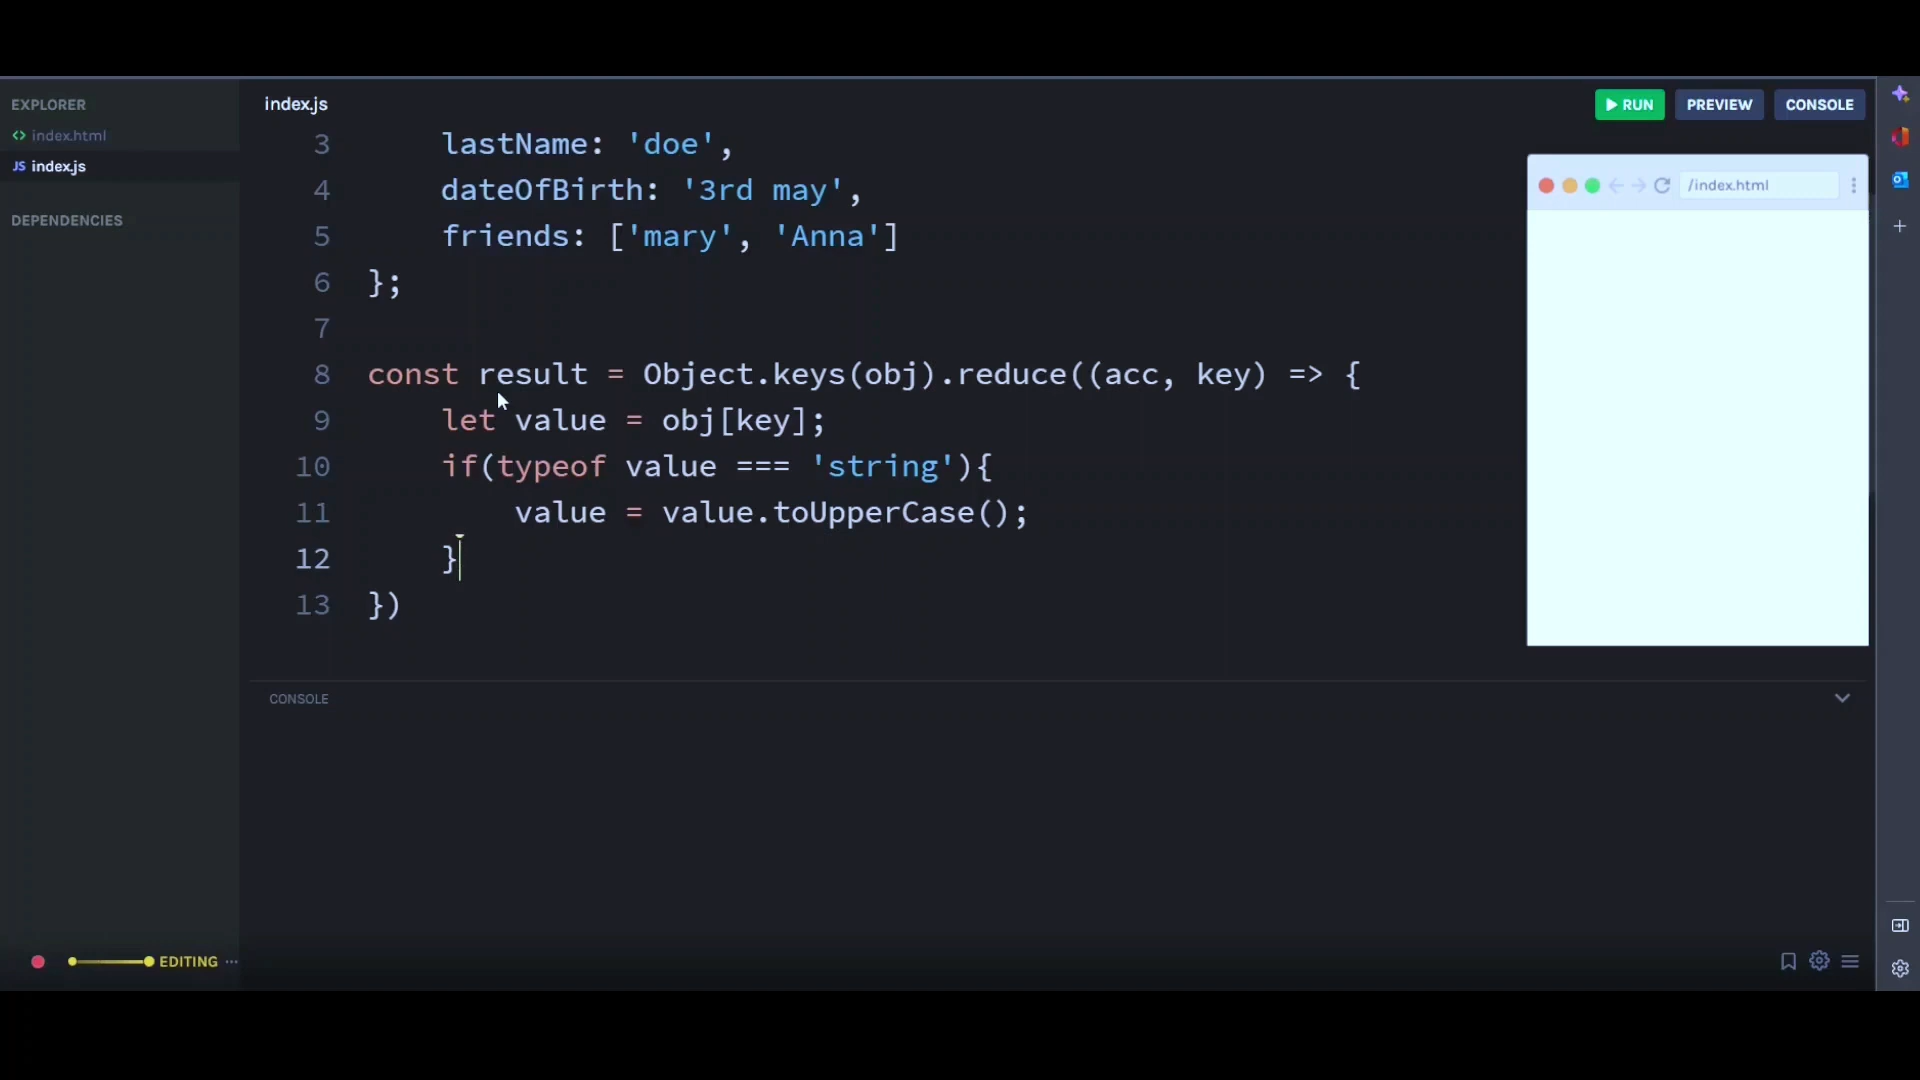 EXPLORER
index.html
JS index.js
DEPENDENCIES
index.js
RUN
PREVIEW
CONSOLE
/index.html
3 lastName: 'doe',
4 dateOfBirth: '3rd may',
5 friends: ['mary', 'Anna']
6 };
7
8 const result = Object.keys(obj).reduce((acc, key) => {
9 let value = obj[key];
10 if(typeof value === 'string'){
11 value = value.toUpperCase();
12 }
13 })
CONSOLE
EDITING ···